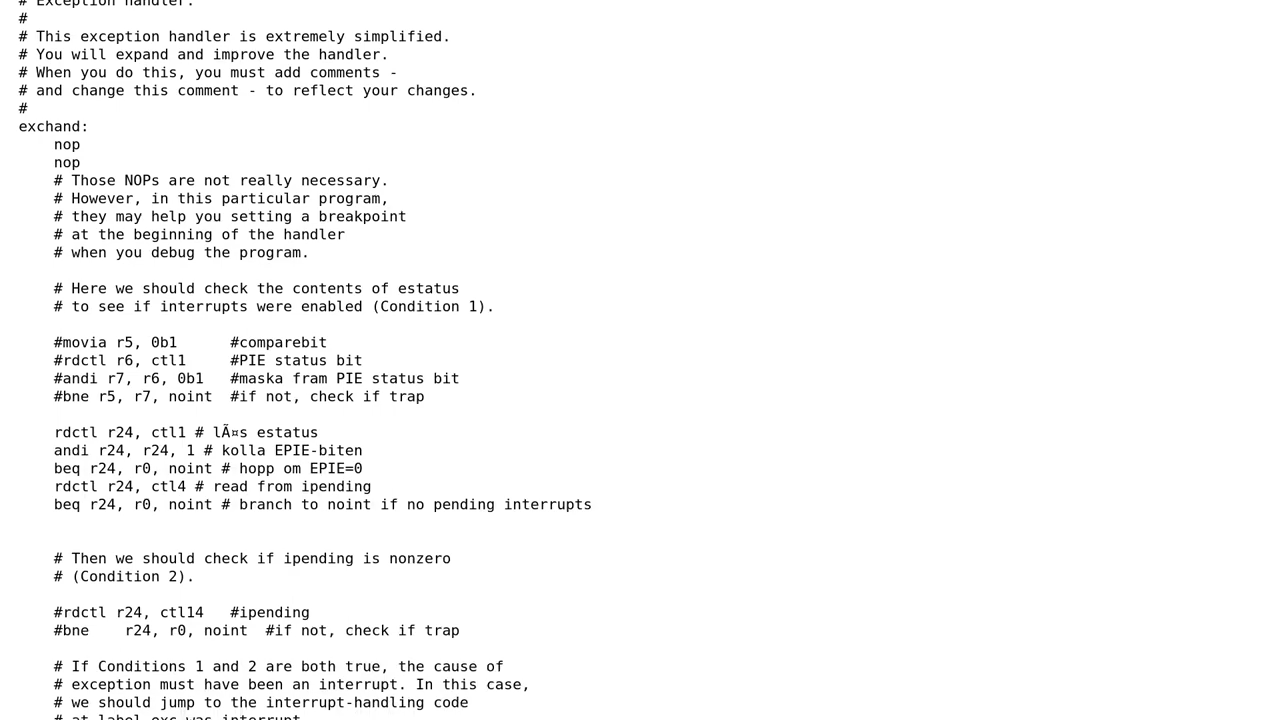 # Exception handler.
#
# This exception handler is extremely simplified.
# You will expand and improve the handler.
# When you do this, you must add comments -
# and change this comment - to reflect your changes.
#
exchand:
    nop
    nop
    # Those NOPs are not really necessary.
    # However, in this particular program,
    # they may help you setting a breakpoint
    # at the beginning of the handler
    # when you debug the program.

    # Here we should check the contents of estatus
    # to see if interrupts were enabled (Condition 1).

    #movia r5, 0b1      #comparebit
    #rdctl r6, ctl1     #PIE status bit
    #andi r7, r6, 0b1   #maska fram PIE status bit
    #bne r5, r7, noint  #if not, check if trap

    rdctl r24, ctl1 # lÃ¤s estatus
    andi r24, r24, 1 # kolla EPIE-biten
    beq r24, r0, noint # hopp om EPIE=0
    rdctl r24, ctl4 # read from ipending
    beq r24, r0, noint # branch to noint if no pending interrupts


    # Then we should check if ipending is nonzero
    # (Condition 2).

    #rdctl r24, ctl14   #ipending
    #bne    r24, r0, noint  #if not, check if trap

    # If Conditions 1 and 2 are both true, the cause of
    # exception must have been an interrupt. In this case,
    # we should jump to the interrupt-handling code
    # at label exc_was_interrupt.